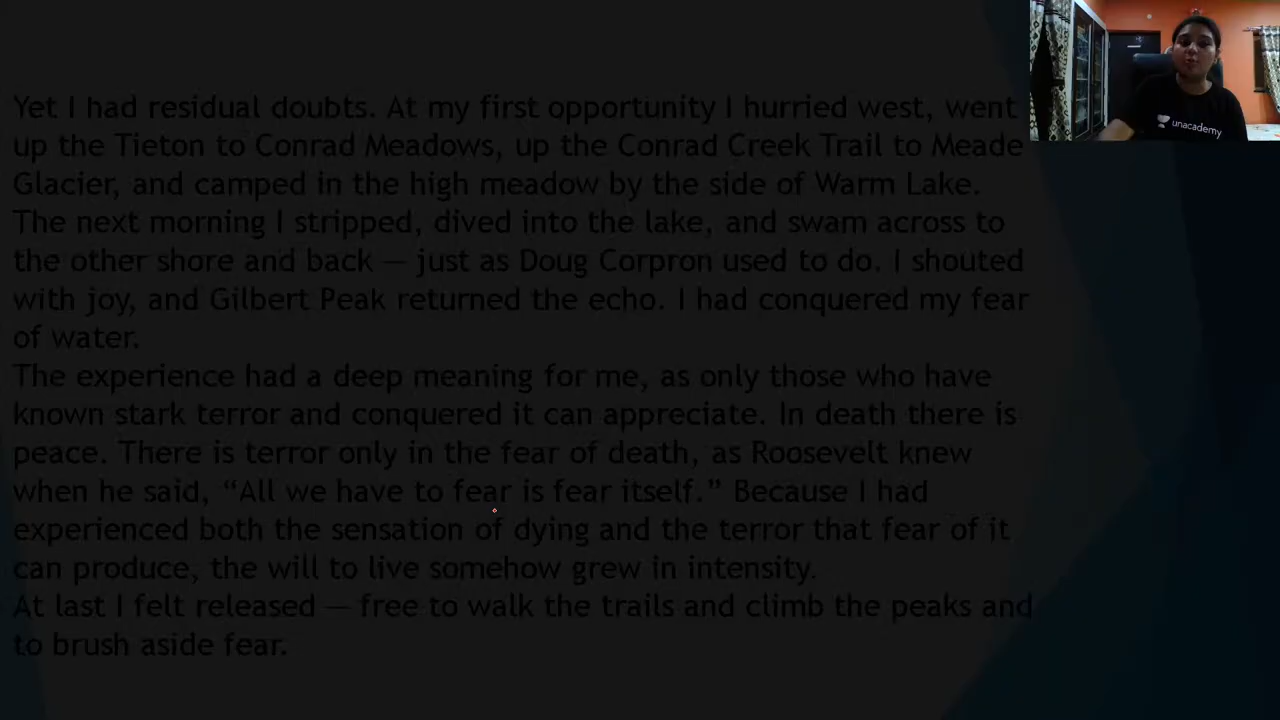 Yet I had residual doubts. At my first opportunity I hurried west, went
up the Tieton to Conrad Meadows, up the Conrad Creek Trail to Meade
Glacier, and camped in the high meadow by the side of Warm Lake.
The next morning I stripped, dived into the lake, and swam across to
the other shore and back — just as Doug Corpron used to do. I shouted
with joy, and Gilbert Peak returned the echo. I had conquered my fear
of water.
The experience had a deep meaning for me, as only those who have
known stark terror and conquered it can appreciate. In death there is
peace. There is terror only in the fear of death, as Roosevelt knew
when he said, “All we have to fear is fear itself.” Because I had
experienced both the sensation of dying and the terror that fear of it
can produce, the will to live somehow grew in intensity.
At last I felt released — free to walk the trails and climb the peaks and
to brush aside fear.
unacademy